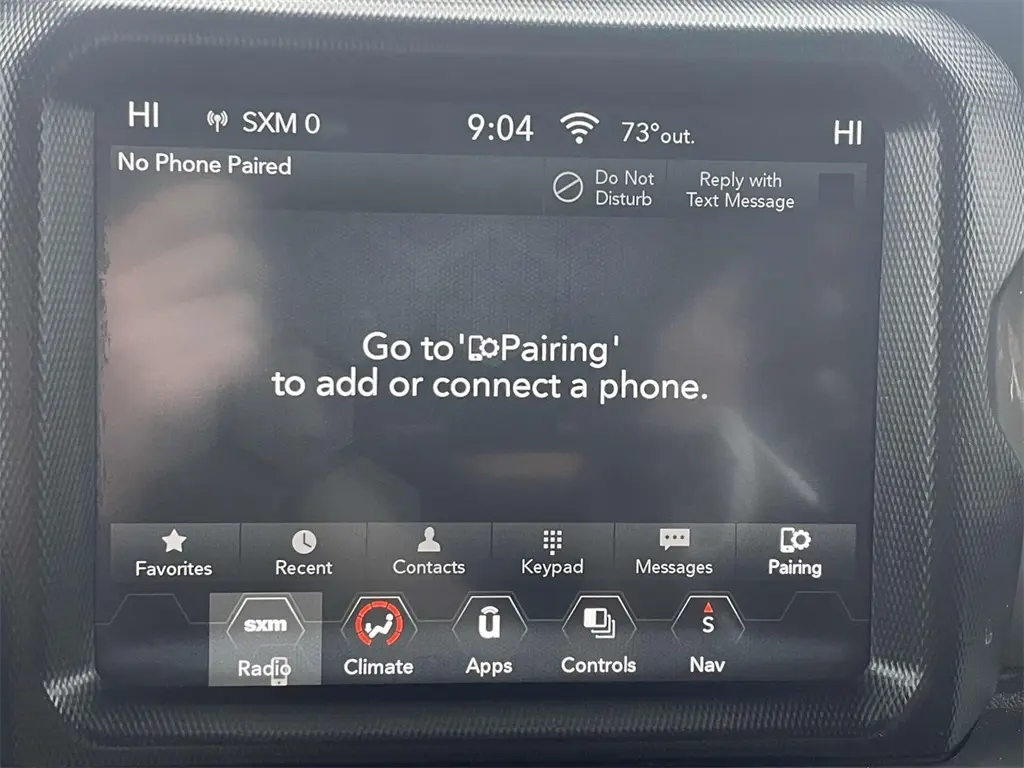 HI SXM 0 9:04 73°out. HI
No Phone Paired
Do Not
Disturb
Reply with
Text Message
Go to 'Pairing'
to add or connect a phone.
Favorites Recent Contacts Keypad Messages Pairing
sxm
Radio Climate
ū
Apps Controls
S
Nav